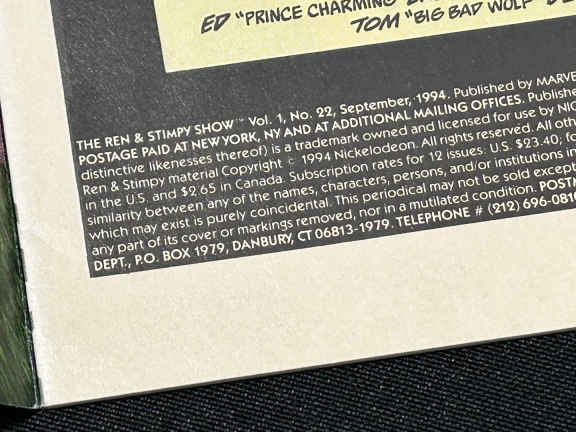 ED "PRINCE CHARMING"
TOM "BIG BAD WOLF"
THE REN & STIMPY SHOW™ Vol. 1, No. 22, September, 1994. Published by MARVE
POSTAGE PAID AT NEW YORK, NY AND AT ADDITIONAL MAILING OFFICES. Publishe
distinctive likenesses thereof) is a trademark owned and licensed for use by NIC
Ren & Stimpy material Copyright © 1994 Nickelodeon. All rights reserved. All oth
in the U.S. and $2.65 in Canada. Subscription rates for 12 issues: U.S. $23.40; fo
similarity between any of the names, characters, persons, and/or institutions in
which may exist is purely coincidental. This periodical may not be sold except
any part of its cover or markings removed, nor in a mutilated condition. POSTA
DEPT., P.O. BOX 1979, DANBURY, CT 06813-1979. TELEPHONE # (212) 696-0810